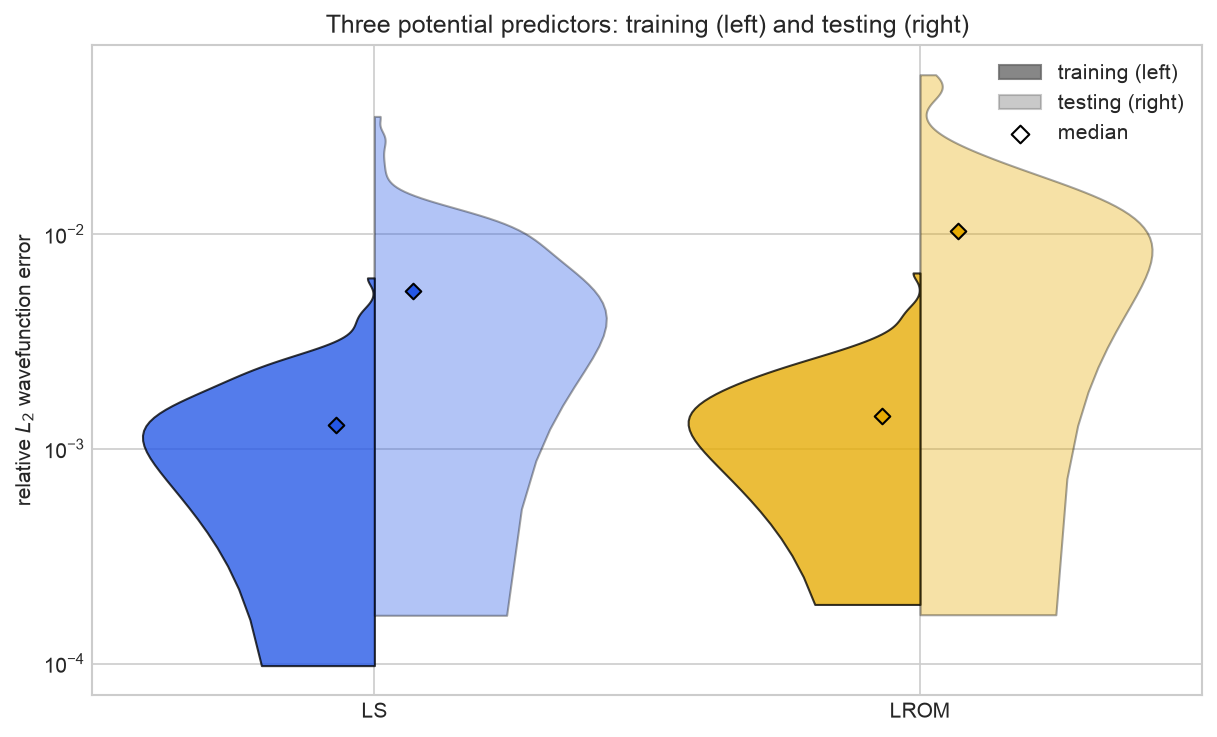 Three potential predictors: training (left) and testing (right)
training (left)
testing (right)
median
relative L₂ wavefunction error
10⁻²
10⁻³
10⁻⁴
LS
LROM